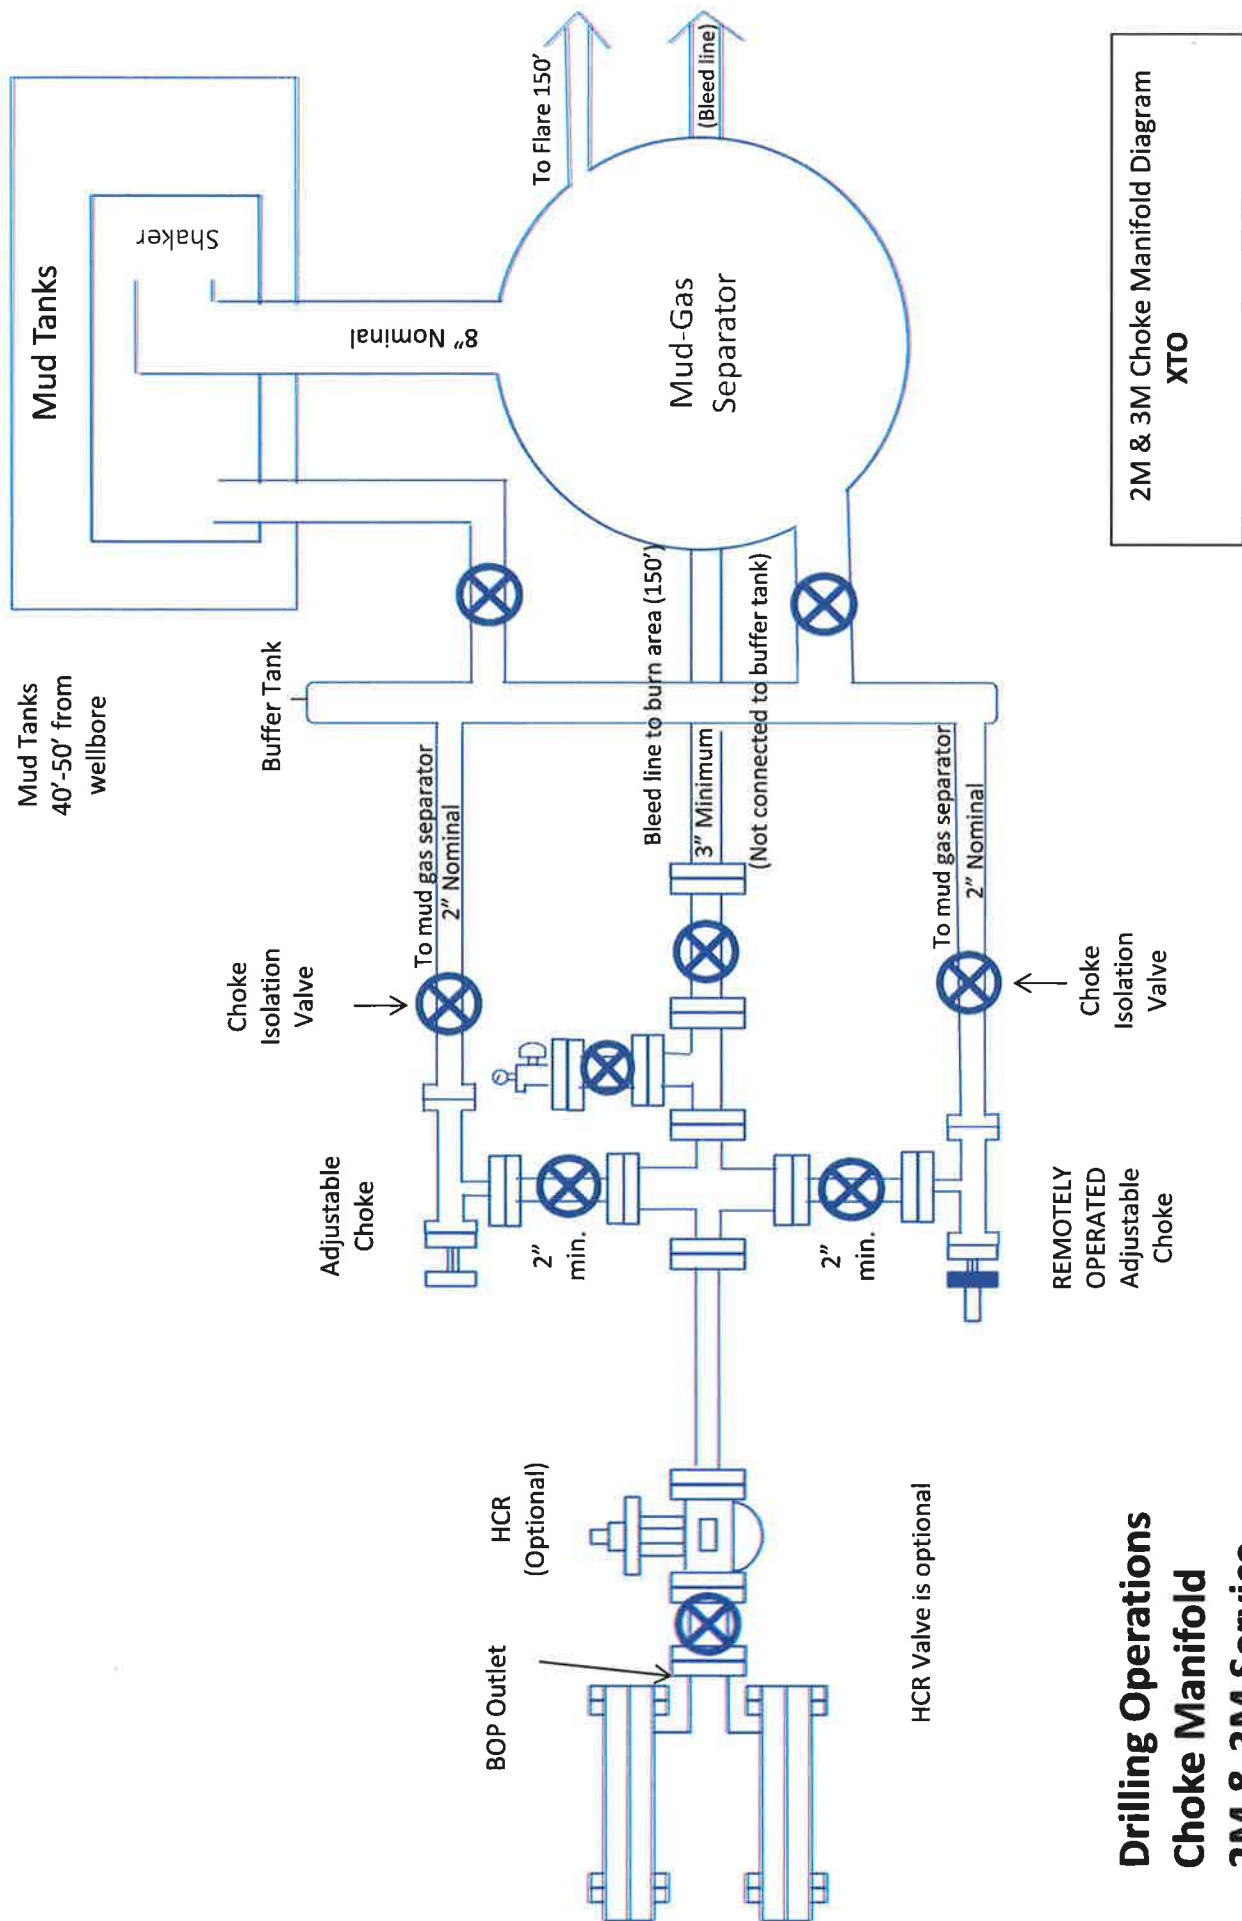 Mud Tanks
40’-50’ from
wellbore
Mud Tanks
Shaker
8” Nominal
Buffer Tank
To Flare 150’
(Bleed line)
Mud-Gas
Separator
Choke
Isolation
Valve
To mud gas separator
2” Nominal
Adjustable
Choke
2”
min.
Bleed line to burn area (150’)
3” Minimum
(Not connected to buffer tank)
HCR
(Optional)
BOP Outlet
2”
min.
To mud gas separator
2” Nominal
HCR Valve is optional
REMOTELY
OPERATED
Adjustable
Choke
Choke
Isolation
Valve
Drilling Operations
Choke Manifold
2M & 3M Service
2M & 3M Choke Manifold Diagram
XTO